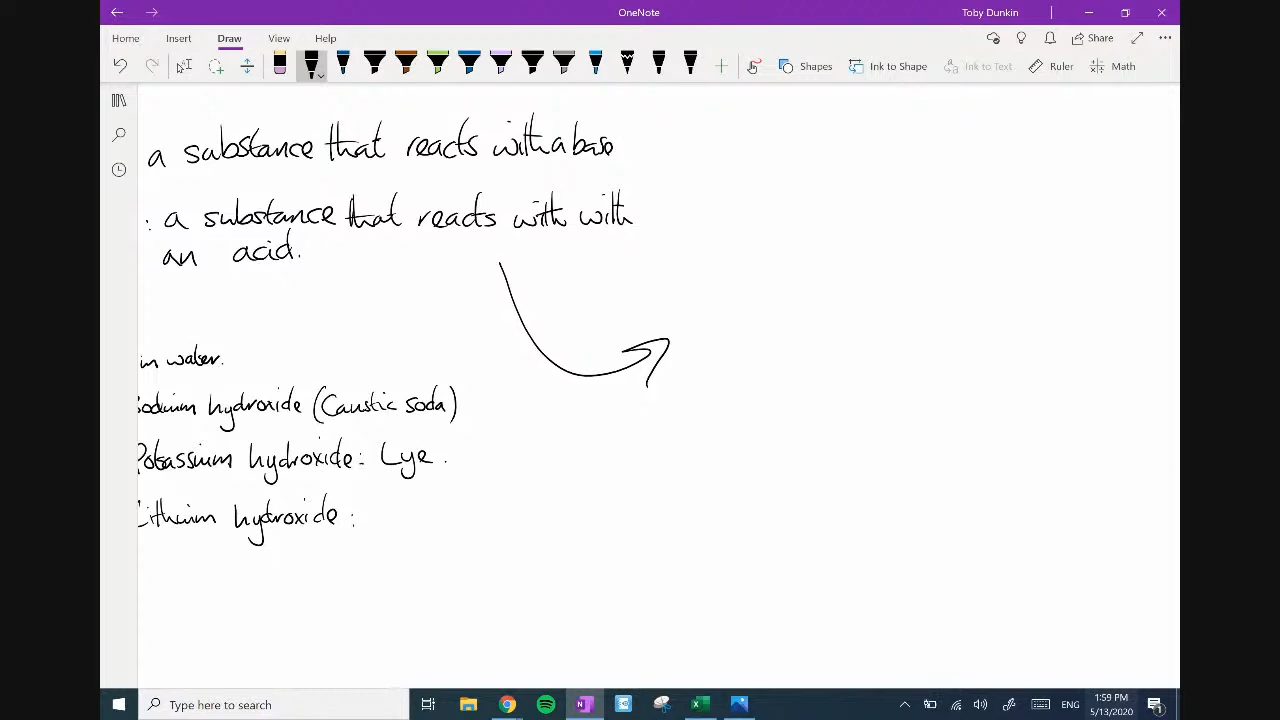 OneNote
Toby Dunkin
Home Insert Draw View Help
Share
Shapes Ink to Shape Ink to Text Ruler Math
a substance that reacts with a base
: a substance that reacts with with
an acid.
in water.
Sodium hydroxide (Caustic soda)
Potassium hydroxide: Lye.
Lithium hydroxide:
Type here to search
ENG
1:59 PM
5/13/2020